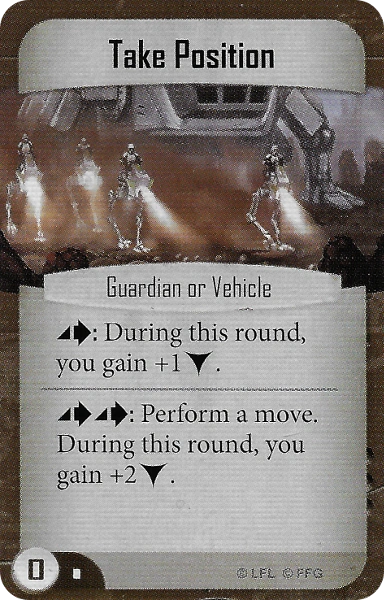 Take Position
Guardian or Vehicle
: During this round,
you gain +1 .
: Perform a move.
During this round, you
gain +2 .
0
© LFL © FFG